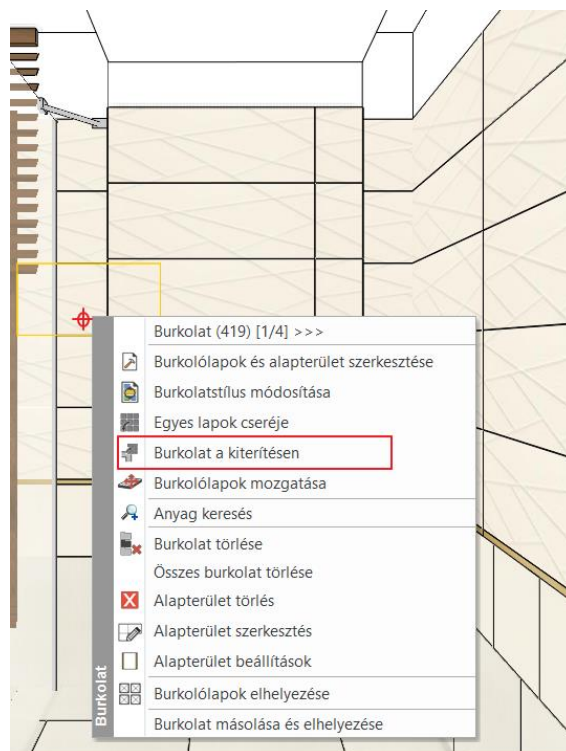 Burkolat (419) [1/4] >>>
Burkolólapok és alapterület szerkesztése
Burkolatstílus módosítása
Egyes lapok cseréje
Burkolat a kiterítésen
Burkolólapok mozgatása
Anyag keresés
Burkolat törlése
Összes burkolat törlése
Alapterület törlés
Alapterület szerkesztés
Alapterület beállítások
Burkolólapok elhelyezése
Burkolat másolása és elhelyezése
Burkolat